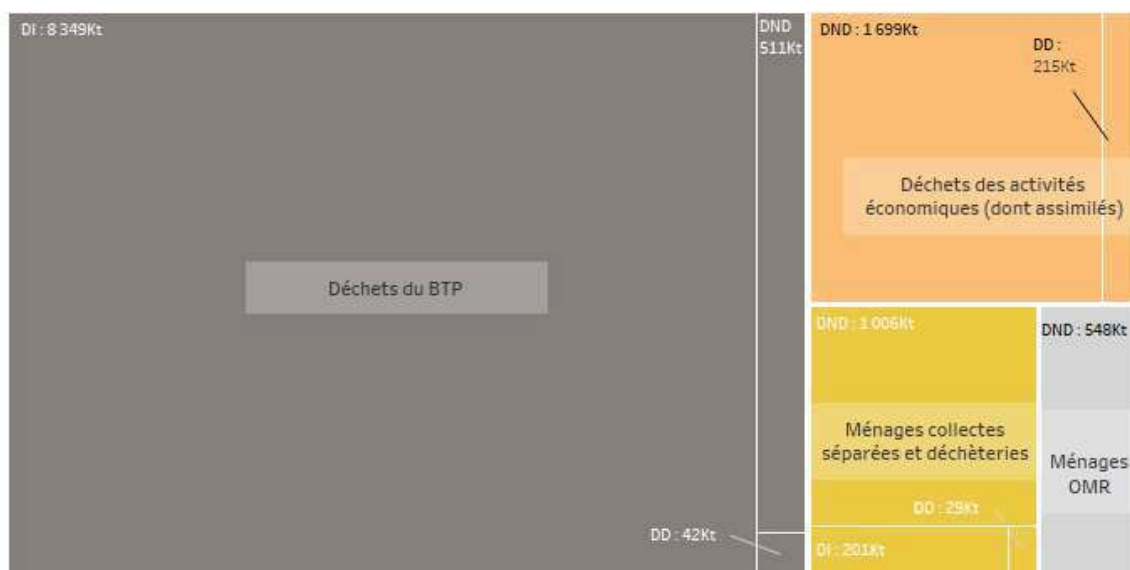 DI : 8 349Kt
DND
511Kt
Déchets du BTP
DD : 42Kt
DND : 1 699Kt
DD :
215Kt
Déchets des activités
économiques (dont assimilés)
DND : 1 006Kt
Ménages collectes
séparées et déchèteries
DD : 29Kt
DI : 201Kt
DND : 548Kt
Ménages
OMR